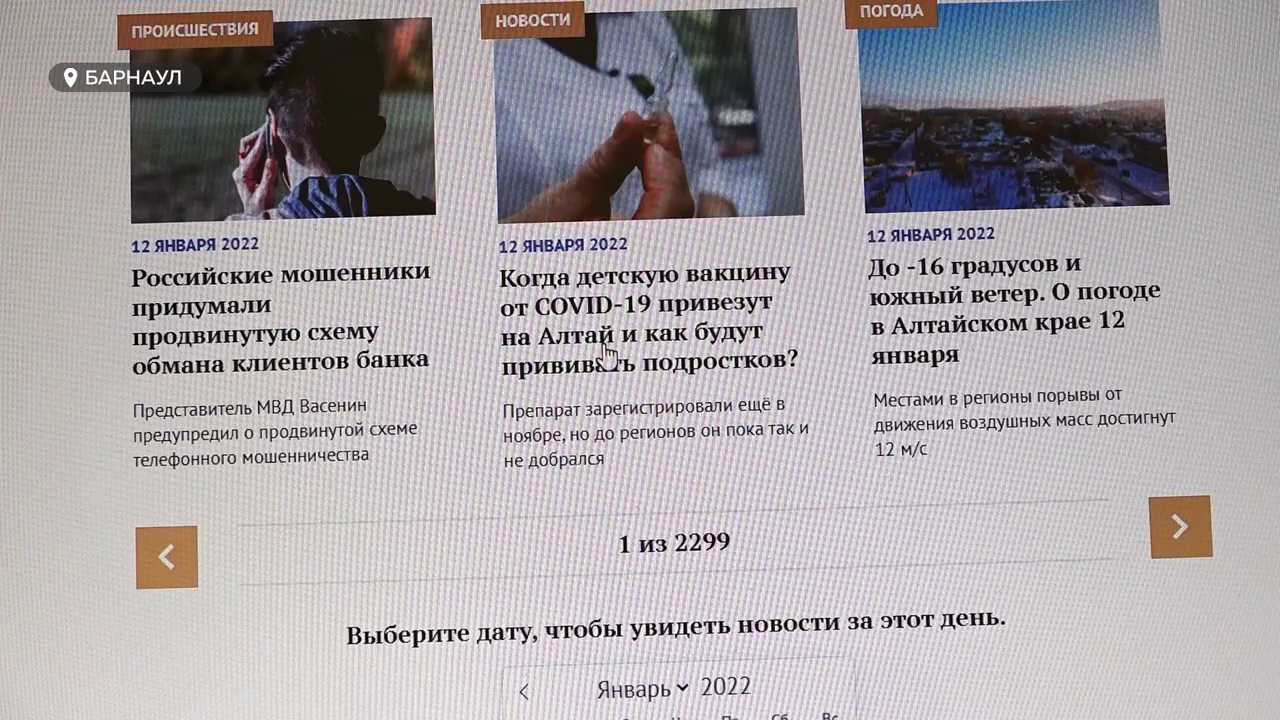 ПРОИСШЕСТВИЯ
НОВОСТИ
ПОГОДА
БАРНАУЛ
12 ЯНВАРЯ 2022
Российские мошенники
придумали
продвинутую схему
обмана клиентов банка
Представитель МВД Васенин
предупредил о продвинутой схеме
телефонного мошенничества
12 ЯНВАРЯ 2022
Когда детскую вакцину
от COVID-19 привезут
на Алтай и как будут
прививать подростков?
Препарат зарегистрировали ещё в
ноябре, но до регионов он пока так и
не добрался
12 ЯНВАРЯ 2022
До -16 градусов и
южный ветер. О погоде
в Алтайском крае 12
января
Местами в регионы порывы от
движения воздушных масс достигнут
12 м/с
1 из 2299
Выберите дату, чтобы увидеть новости за этот день.
Январь 2022